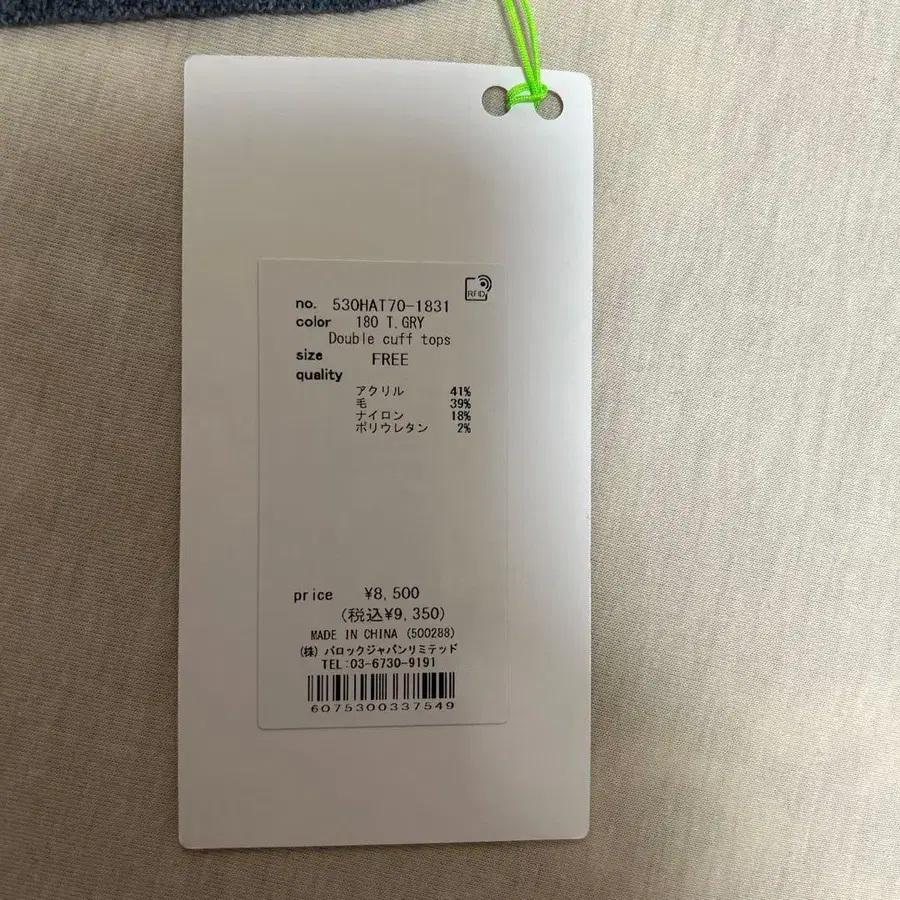 RFID
no. 530HAT70-1831
color 180 T.GRY
Double cuff tops
size FREE
quality
アクリル 41%
毛 39%
ナイロン 18%
ポリウレタン 2%
price ¥8,500
(税込¥9,350)
MADE IN CHINA (500288)
(株) バロックジャパンリミテッド
TEL:03-6730-9191
6075300337549